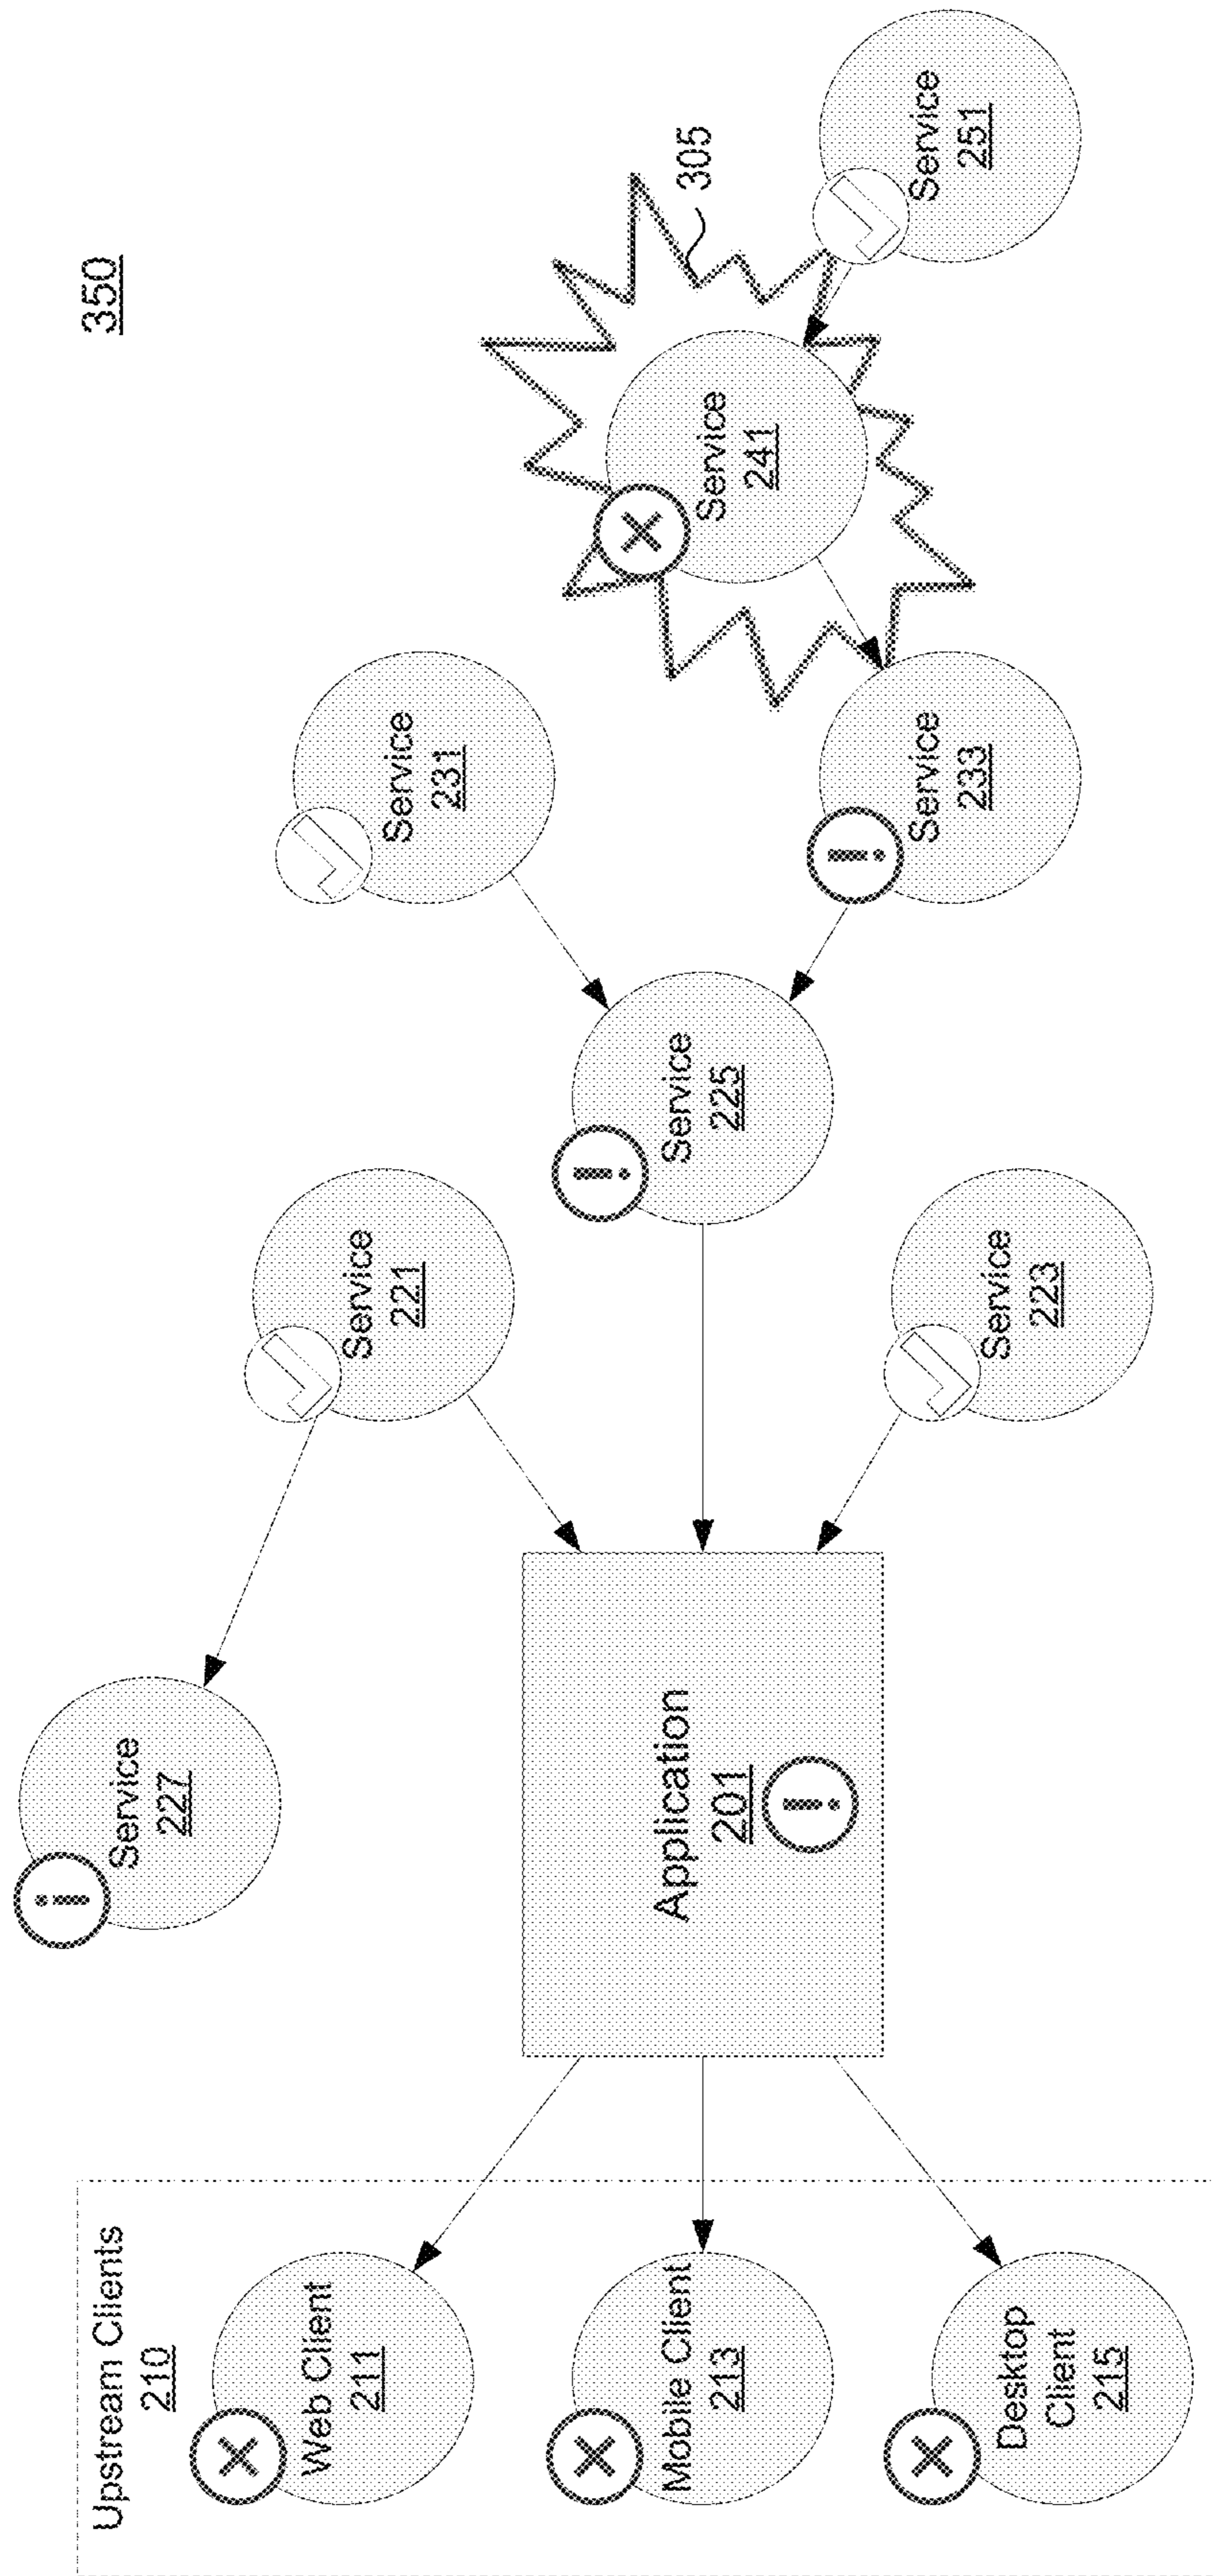 350
Upstream Clients
210
Web Client
211
Mobile Client
213
Desktop
Client
215
Application
201
Service
227
Service
221
Service
223
Service
225
Service
231
Service
233
Service
241
305
Service
251